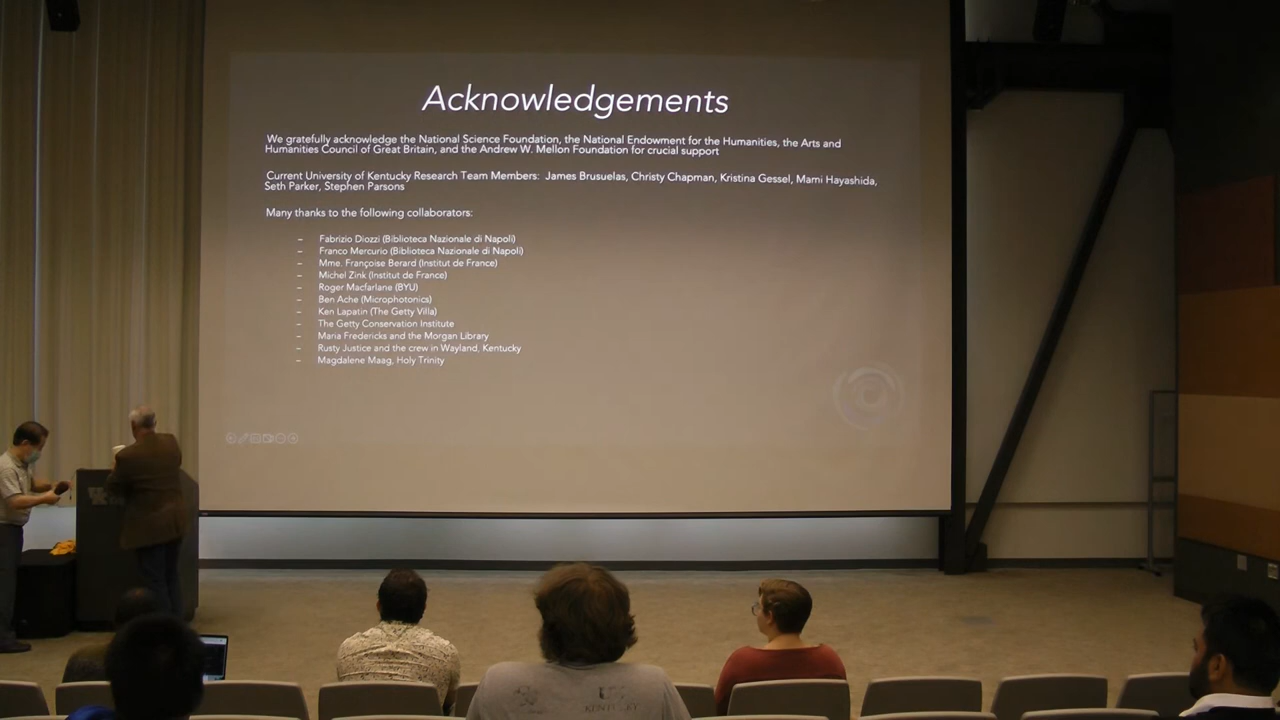 Acknowledgements
We gratefully acknowledge the National Science Foundation, the National Endowment for the Humanities, the Arts and
Humanities Council of Great Britain, and the Andrew W. Mellon Foundation for crucial support
Current University of Kentucky Research Team Members: James Brusuelas, Christy Chapman, Kristina Gessel, Mami Hayashida,
Seth Parker, Stephen Parsons
Many thanks to the following collaborators:
– Fabrizio Diozzi (Biblioteca Nazionale di Napoli)
– Franco Mercurio (Biblioteca Nazionale di Napoli)
– Mme. Françoise Berard (Institut de France)
– Michel Zink (Institut de France)
– Roger Macfarlane (BYU)
– Ben Ache (Microphotonics)
– Ken Lapatin (The Getty Villa)
– The Getty Conservation Institute
– Maria Fredericks and the Morgan Library
– Rusty Justice and the crew in Wayland, Kentucky
– Magdalene Maag, Holy Trinity
KENTUCKY